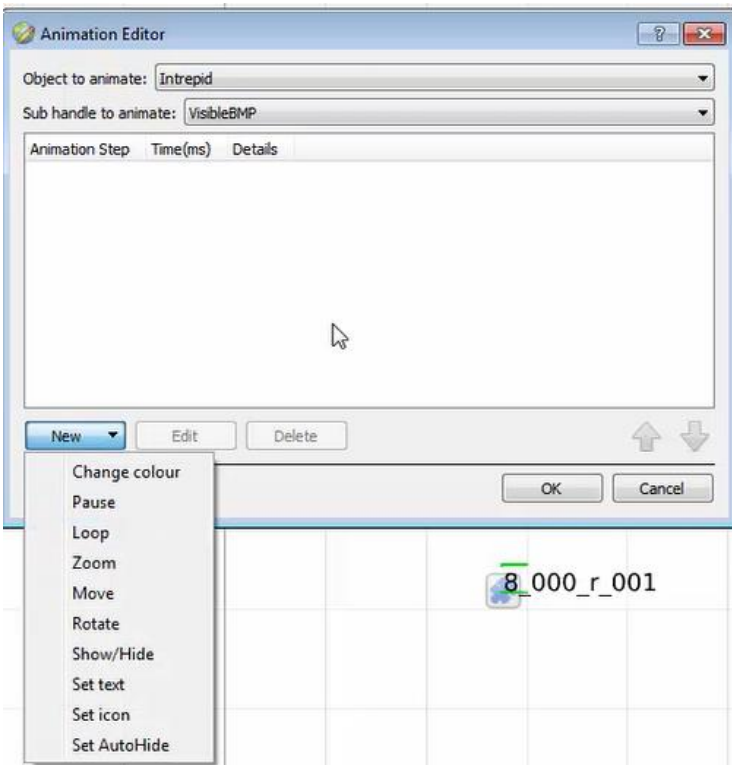 Animation Editor
?
Object to animate: Intrepid
Sub handle to animate: VisibleBMP
Animation Step Time(ms) Details
New Edit Delete
Change colour
OK Cancel
Pause
Loop
Zoom
Move
8_000_r_001
Rotate
Show/Hide
Set text
Set icon
Set AutoHide